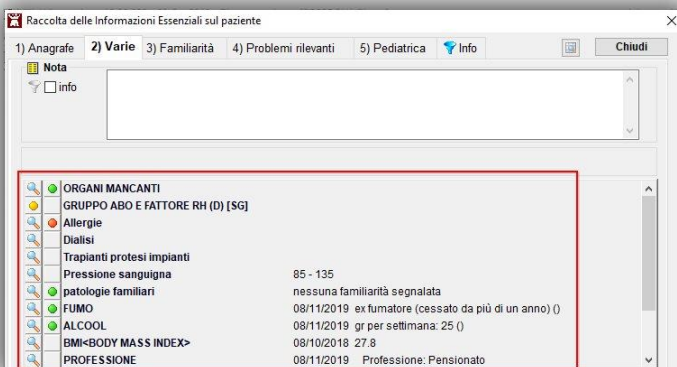 Raccolta delle Informazioni Essenziali sul paziente
1) Anagrafe 2) Varie 3) Familiarità 4) Problemi rilevanti 5) Pediatrica Info Chiudi
Nota
info
ORGANI MANCANTI
GRUPPO ABO E FATTORE RH (D) [SG]
Allergie
Dialisi
Trapianti protesi impianti
Pressione sanguigna 85 - 135
patologie familiari nessuna familiarità segnalata
FUMO 08/11/2019 ex fumatore (cessato da più di un anno) ()
ALCOOL 08/11/2019 gr per settimana: 25 ()
BMI<BODY MASS INDEX> 08/10/2018 27.8
PROFESSIONE 08/11/2019 Professione: Pensionato